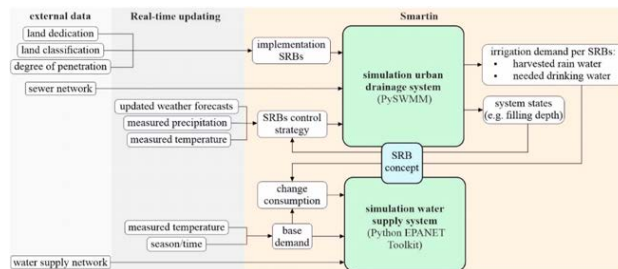 external data
Real-time updating
Smartin
land dedication
land classification
degree of penetration
sewer network
implementation
SRBs
updated weather forecasts
measured precipitation
measured temperature
SRBs control
strategy
simulation urban
drainage system
(PySWMM)
irrigation demand per SRBs:
• harvested rain water
• needed drinking water
system states
(e.g. filling depth)
SRB
concept
change
consumption
measured temperature
season/time
base
demand
simulation water
supply system
(Python EPANET
Toolkit)
water supply network